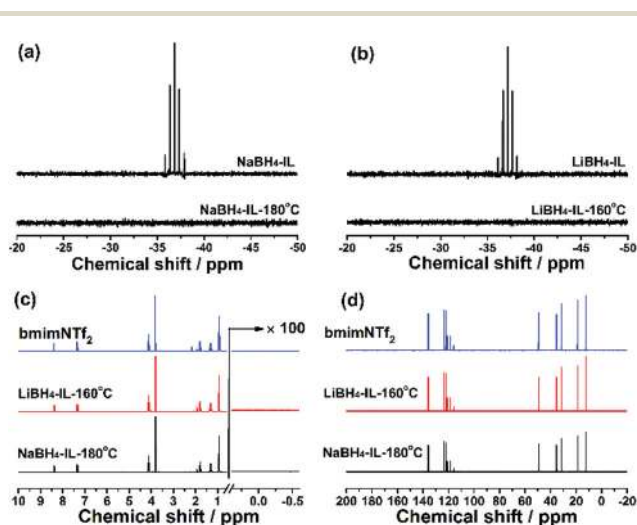 (a)
NaBH₄-IL
NaBH₄-IL-180°C
-20 -25 -30 -35 -40 -45 -50
Chemical shift / ppm
(b)
LiBH₄-IL
LiBH₄-IL-160°C
-20 -25 -30 -35 -40 -45 -50
Chemical shift / ppm
(c)
× 100
bmimNTf₂
LiBH₄-IL-160°C
NaBH₄-IL-180°C
10 9 8 7 6 5 4 3 2 1 0.0 -0.5
Chemical shift / ppm
(d)
bmimNTf₂
LiBH₄-IL-160°C
NaBH₄-IL-180°C
200 180 160 140 120 100 80 60 40 20 0 -20
Chemical shift / ppm